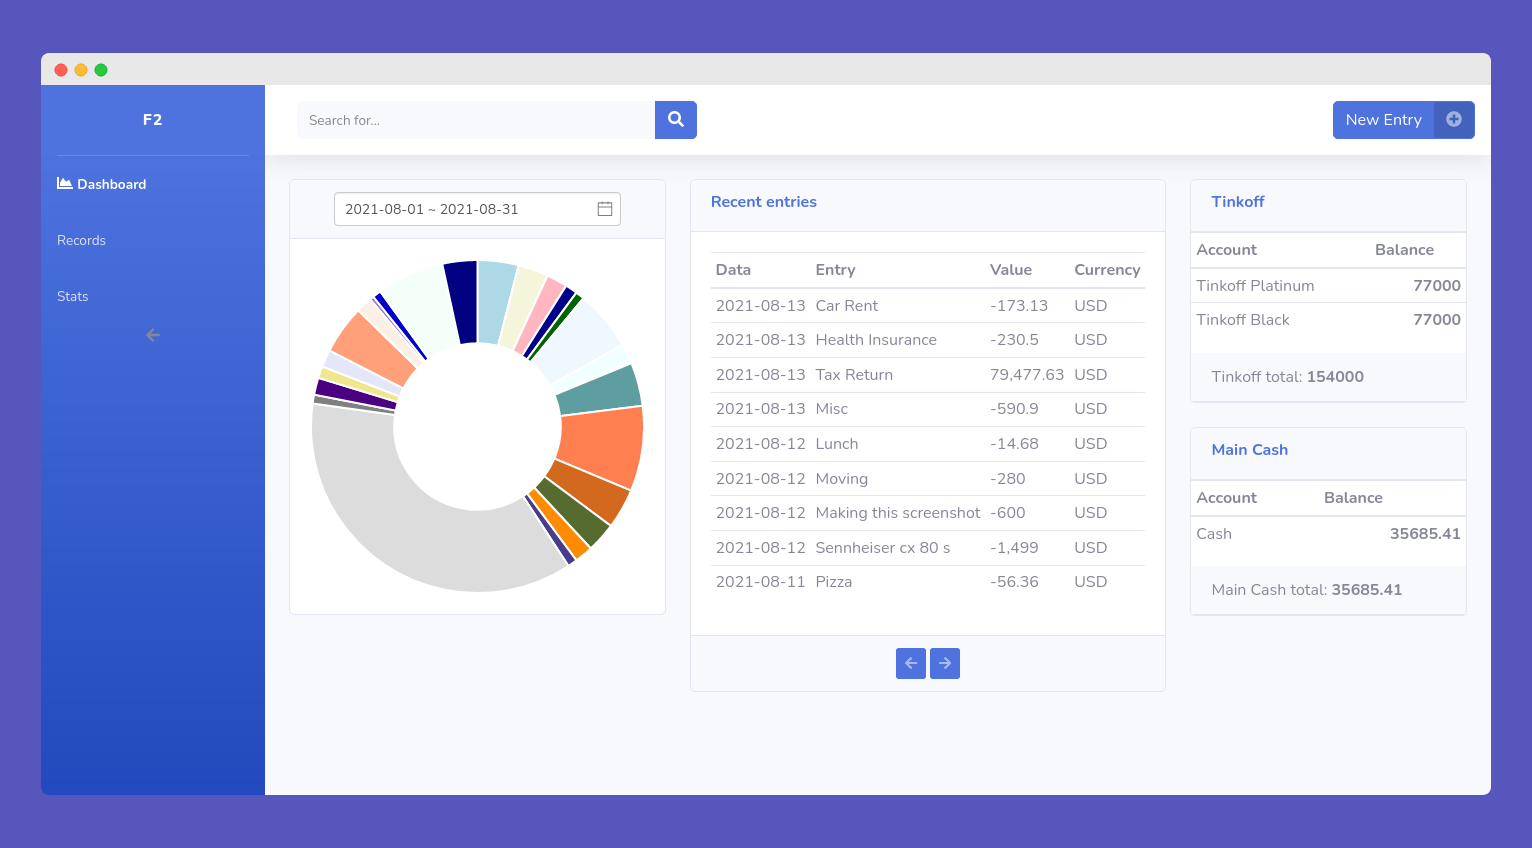 F2
Dashboard
Records
Stats
Search for...
New Entry
2021-08-01 ~ 2021-08-31
Recent entries
Data Entry Value Currency
2021-08-13 Car Rent -173.13 USD
2021-08-13 Health Insurance -230.5 USD
2021-08-13 Tax Return 79,477.63 USD
2021-08-13 Misc -590.9 USD
2021-08-12 Lunch -14.68 USD
2021-08-12 Moving -280 USD
2021-08-12 Making this screenshot -600 USD
2021-08-12 Sennheiser cx 80 s -1,499 USD
2021-08-11 Pizza -56.36 USD
Tinkoff
Account Balance
Tinkoff Platinum 77000
Tinkoff Black 77000
Tinkoff total: 154000
Main Cash
Account Balance
Cash 35685.41
Main Cash total: 35685.41